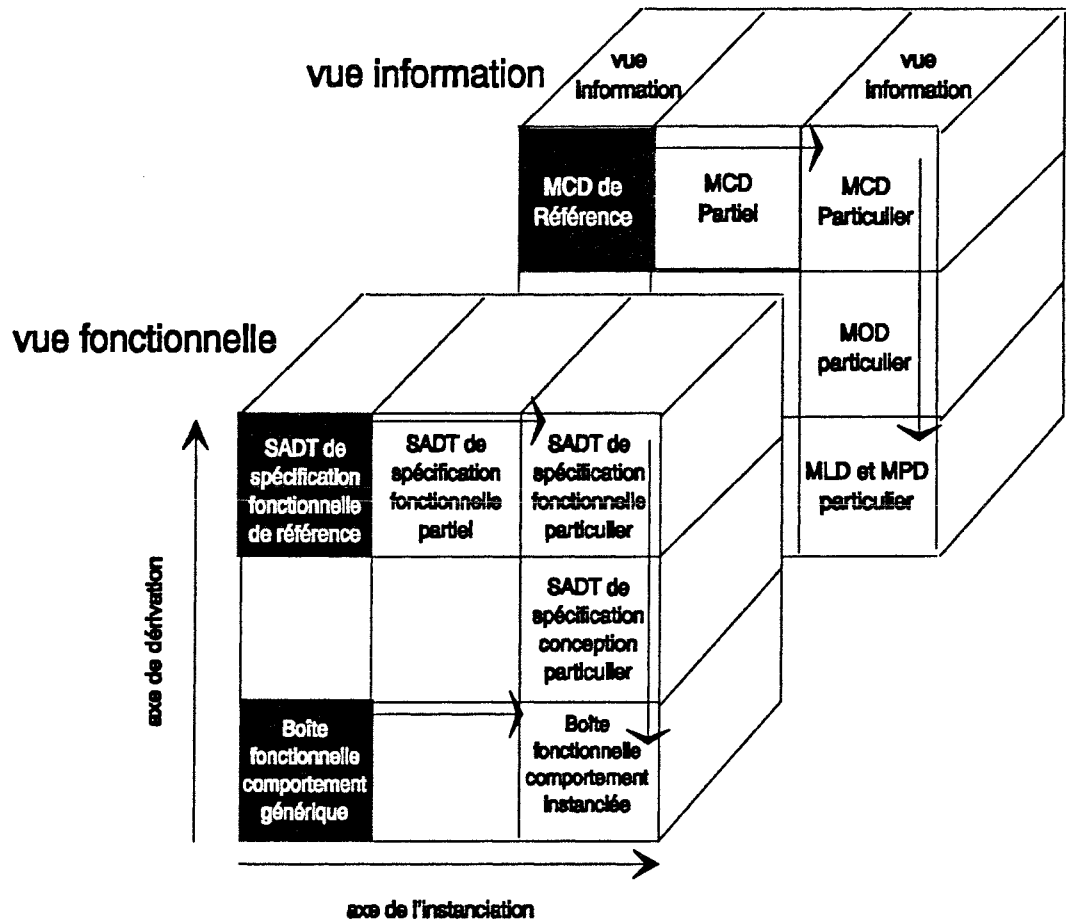 vue information
vue
information
vue
information
MCD de
Référence
MCD
Partiel
MCD
Particulier
MOD
particulier
MLD et MPD
particulier
vue fonctionnelle
SADT de
spécification
fonctionnelle
de référence
SADT de
spécification
fonctionnelle
partiel
SADT de
spécification
fonctionnelle
particulier
SADT de
spécification
conception
particulier
Boîte
fonctionnelle
comportement
générique
Boîte
fonctionnelle
comportement
instanciée
axe de dérivation
axe de l'instanciation